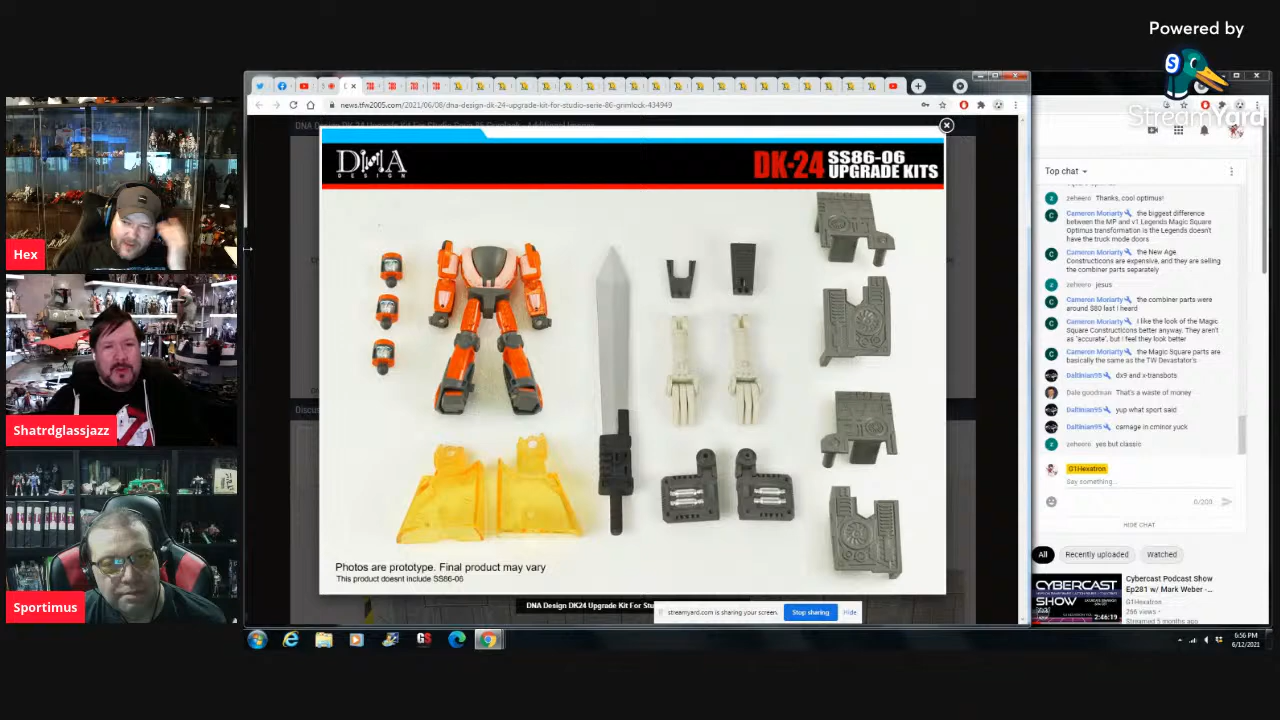 Powered by
StreamYard
Hex
Shatrdglassjazz
Sportimus
news.tfw2005.com/2021/06/08/dna-design-dk-24-upgrade-kit-for-studio-serie-86-grimlock-434949
DNA
DESIGN
DK-24 SS86-06
UPGRADE KITS
Photos are prototype. Final product may vary
This product doesnt include SS86-06
DNA Design DK24 Upgrade Kit For Stu
streamyard.com is sharing your screen.
Stop sharing
Hide
Top chat
zeheero Thanks, cool optimus!
Cameron Moriarty the biggest difference
between the MP and v1 Legends Magic Square
Optimus transformation is the Legends doesn't
have the truck mode doors
Cameron Moriarty the New Age
Constructicons are expensive, and they are selling
the combiner parts separately
zeheero jesus
Cameron Moriarty the combiner parts were
around $80 last I heard
Cameron Moriarty I like the look of the Magic
Square Constructicons better anyway. They aren't
as "accurate", but I feel they look better
Cameron Moriarty the Magic Square parts are
basically the same as the TW Devastator's
Daltinian95 dx9 and x-transbots
Dale goodman That's a waste of money
Daltinian95 yup what sport said
Daltinian95 carnage in cminor yuck
zeheero yes but classic
G1Hexatron
Say something...
0/200
HIDE CHAT
All
Recently uploaded
Watched
CYBERCAST
SHOW
2:46:19
Cybercast Podcast Show
Ep281 w/ Mark Weber -...
G1Hexatron
266 views •
Streamed 5 months ago
6:56 PM
6/12/2021